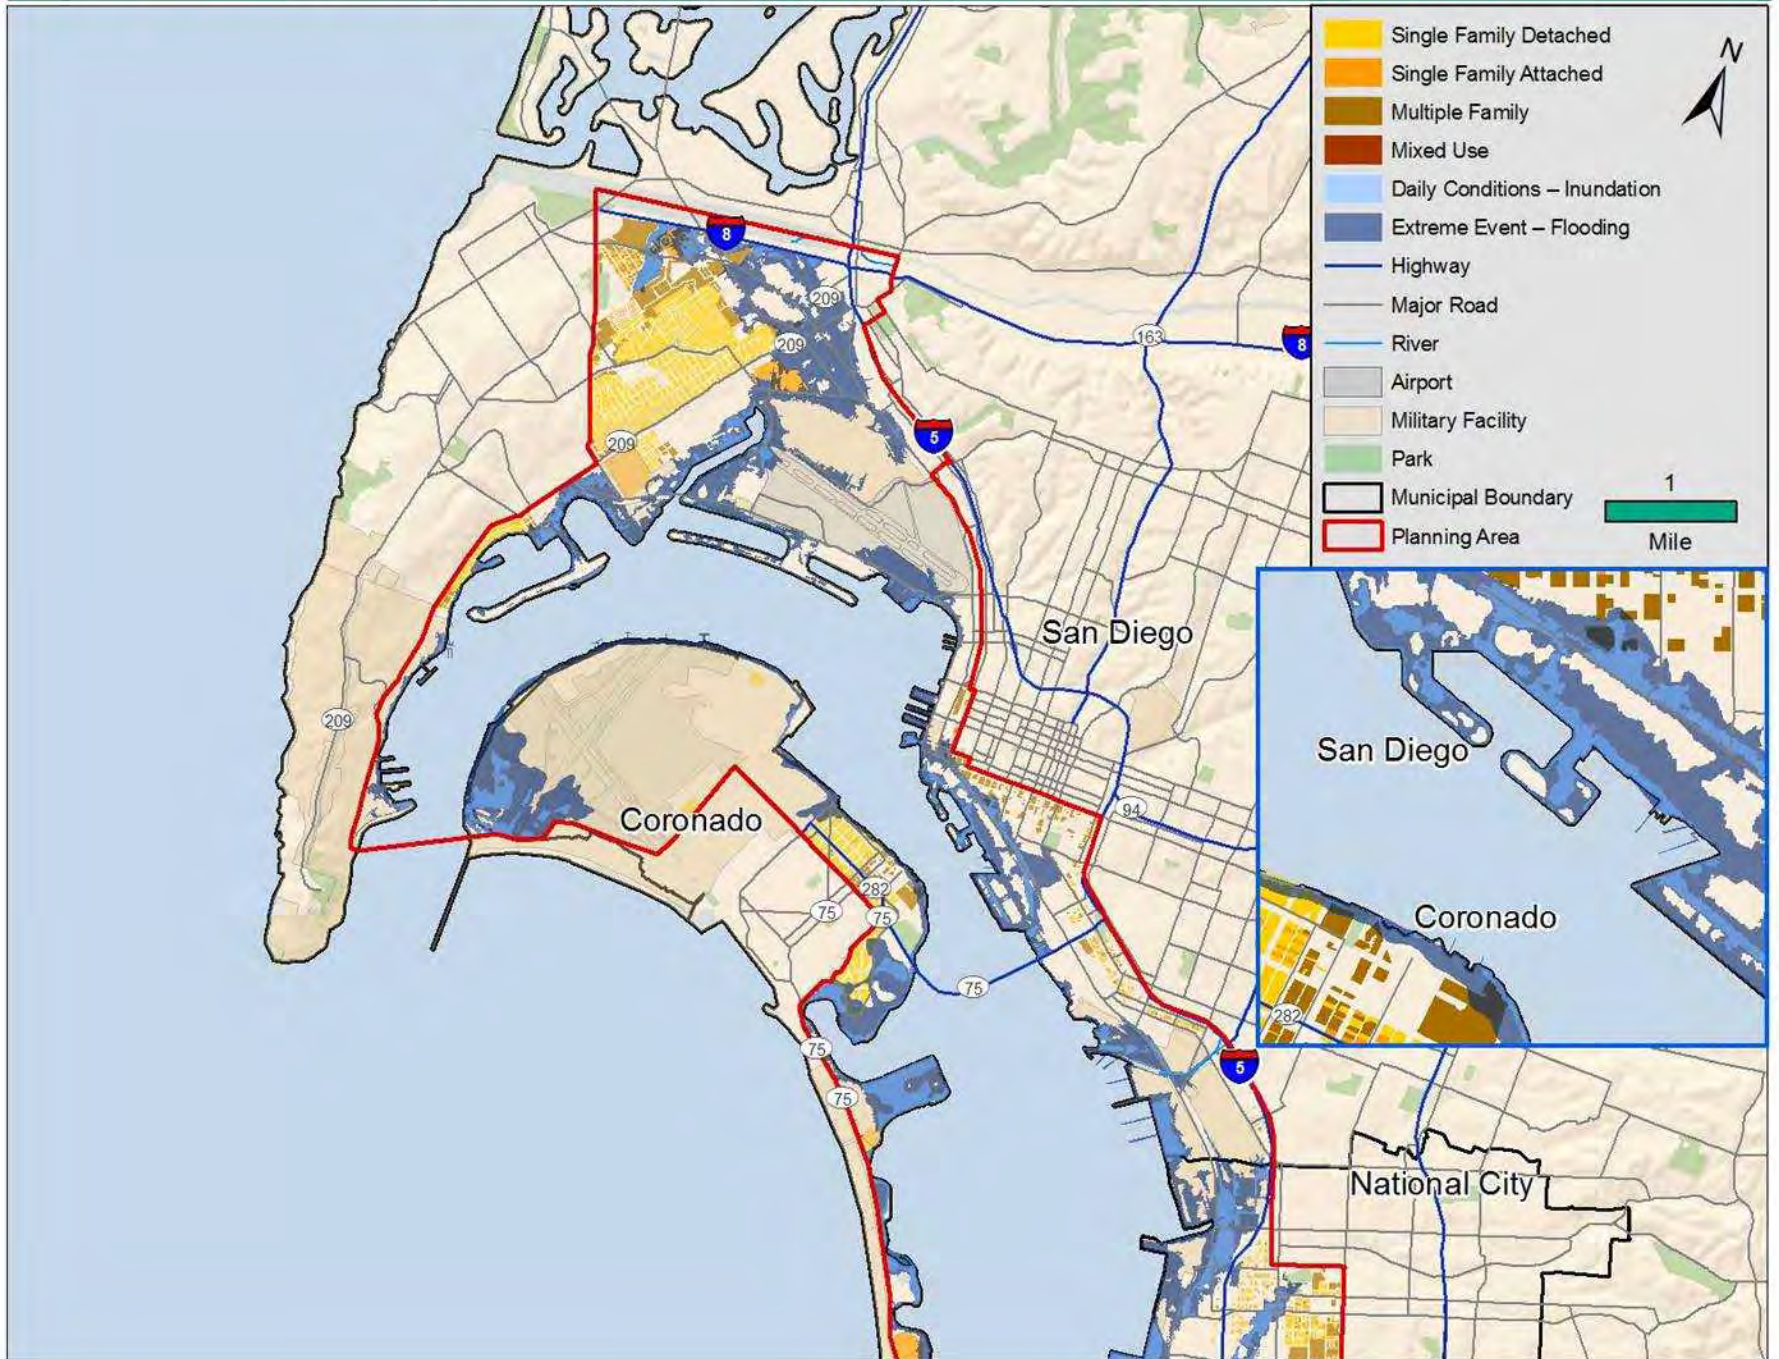 Single Family Detached
Single Family Attached
Multiple Family
Mixed Use
Daily Conditions – Inundation
Extreme Event – Flooding
Highway
Major Road
River
Airport
Military Facility
Park
Municipal Boundary
Planning Area
N
1
Mile
8
209
209
163
8
209
5
San Diego
209
Coronado
94
282
75
75
75
75
75
5
National City
San Diego
Coronado
282